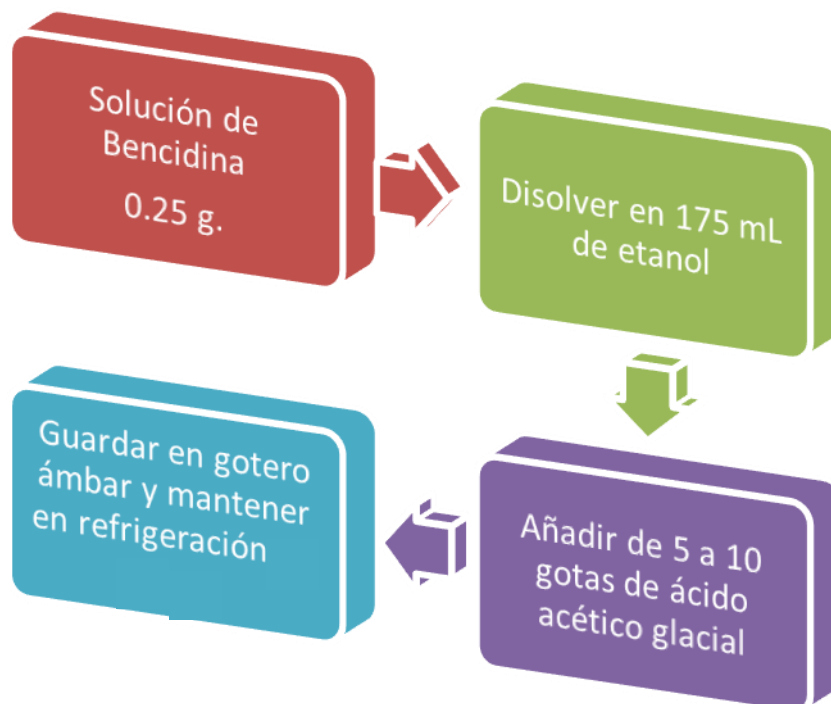 Solución de
Bencidina
0.25 g.
Disolver en 175 mL
de etanol
Añadir de 5 a 10
gotas de ácido
acético glacial
Guardar en gotero
ámbar y mantener
en refrigeración